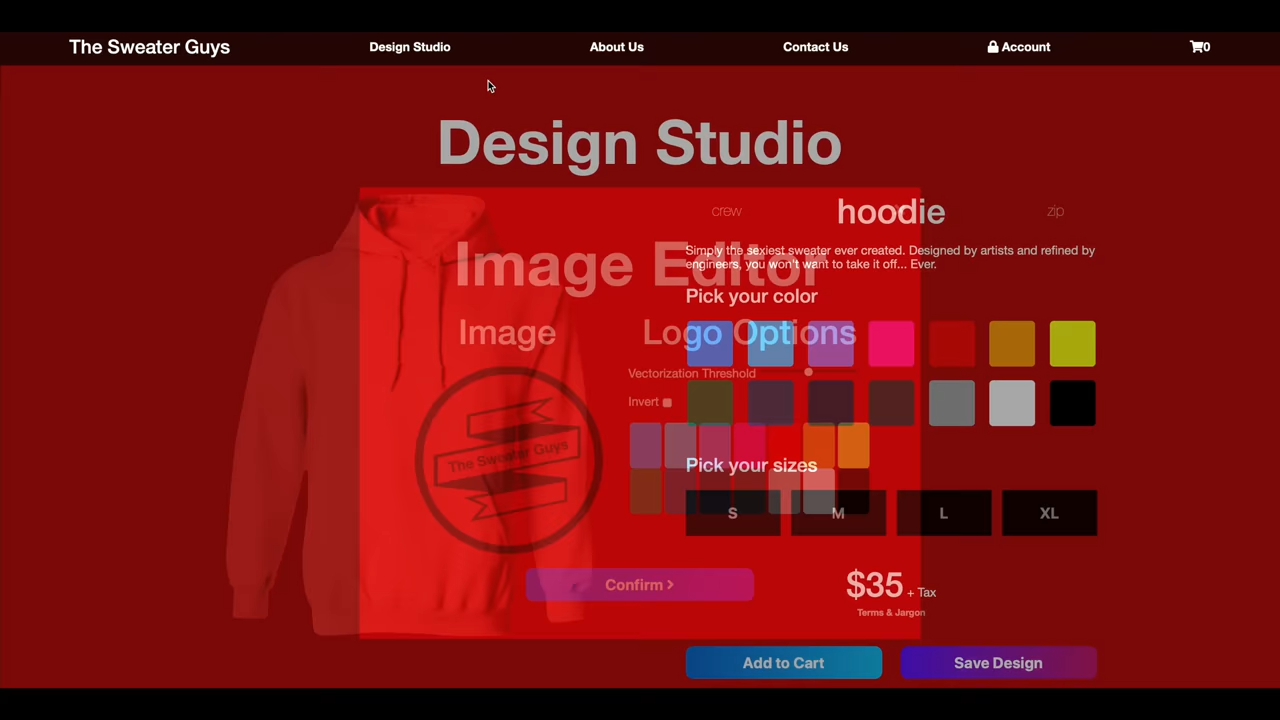 The Sweater Guys
Design Studio
About Us
Contact Us
Account
0
Design Studio
crew
hoodie
zip
Simply the sexiest sweater ever created. Designed by artists and refined by
engineers, you won't want to take it off... Ever.
Image Editor
Pick your color
Image
Logo Options
Vectorization Threshold
Invert
The Sweater Guys
Pick your sizes
S
M
L
XL
Confirm >
$35 + Tax
Terms & Jargon
Add to Cart
Save Design